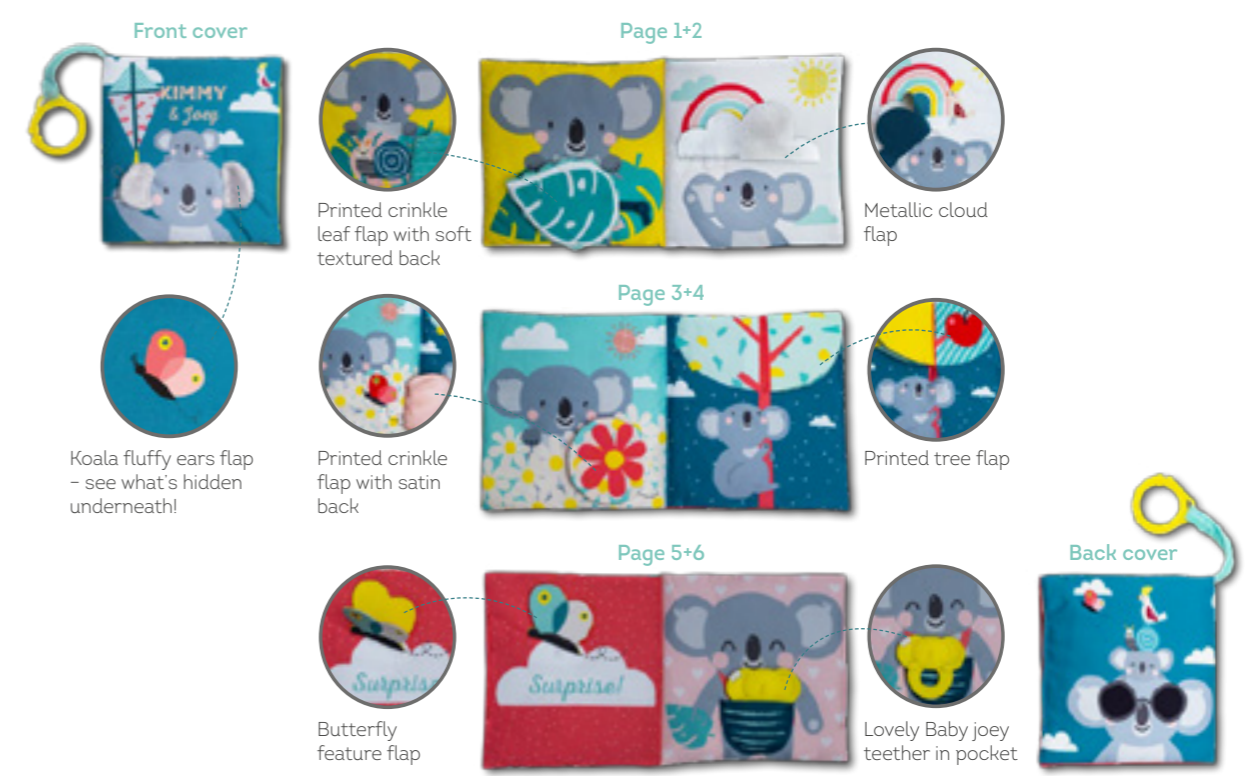 Front cover
KIMMY
& Joey
Koala fluffy ears flap
– see what's hidden
underneath!
Page 1+2
Printed crinkle
leaf flap with soft
textured back
Metallic cloud
flap
Page 3+4
Printed crinkle
flap with satin
back
Printed tree flap
Page 5+6
Surprise
Butterfly
feature flap
Surprise!
Lovely Baby joey
teether in pocket
Back cover